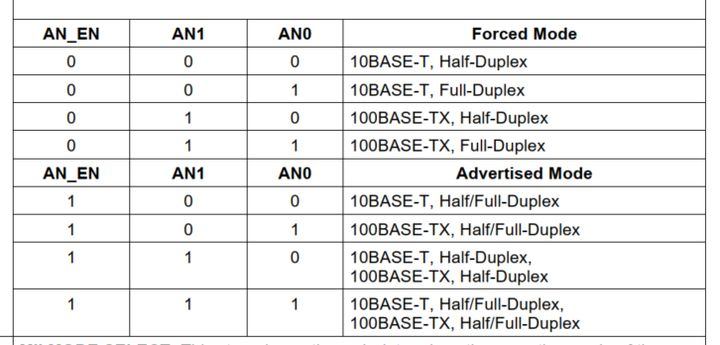 AN_EN AN1 AN0 Forced Mode
0 0 0 10BASE-T, Half-Duplex
0 0 1 10BASE-T, Full-Duplex
0 1 0 100BASE-TX, Half-Duplex
0 1 1 100BASE-TX, Full-Duplex
AN_EN AN1 AN0 Advertised Mode
1 0 0 10BASE-T, Half/Full-Duplex
1 0 1 100BASE-TX, Half/Full-Duplex
1 1 0 10BASE-T, Half-Duplex,
100BASE-TX, Half-Duplex
1 1 1 10BASE-T, Half/Full-Duplex,
100BASE-TX, Half/Full-Duplex